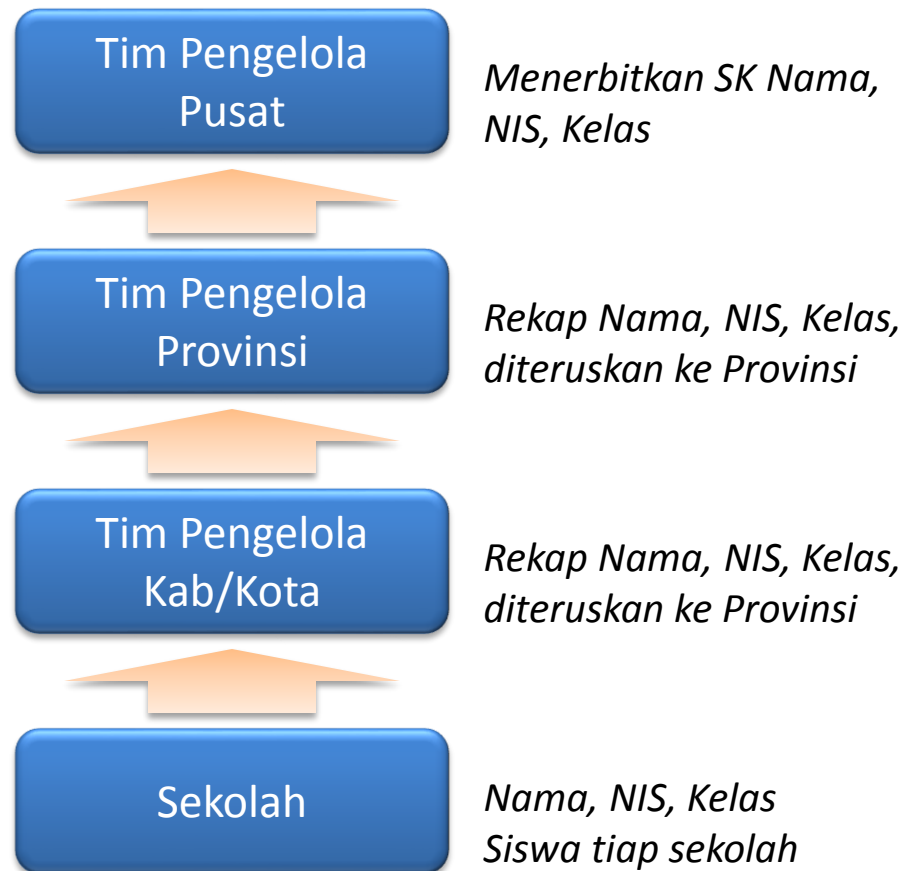 Tim Pengelola
Pusat
Menerbitkan SK Nama,
NIS, Kelas
Tim Pengelola
Provinsi
Rekap Nama, NIS, Kelas,
diteruskan ke Provinsi
Tim Pengelola
Kab/Kota
Rekap Nama, NIS, Kelas,
diteruskan ke Provinsi
Sekolah
Nama, NIS, Kelas
Siswa tiap sekolah